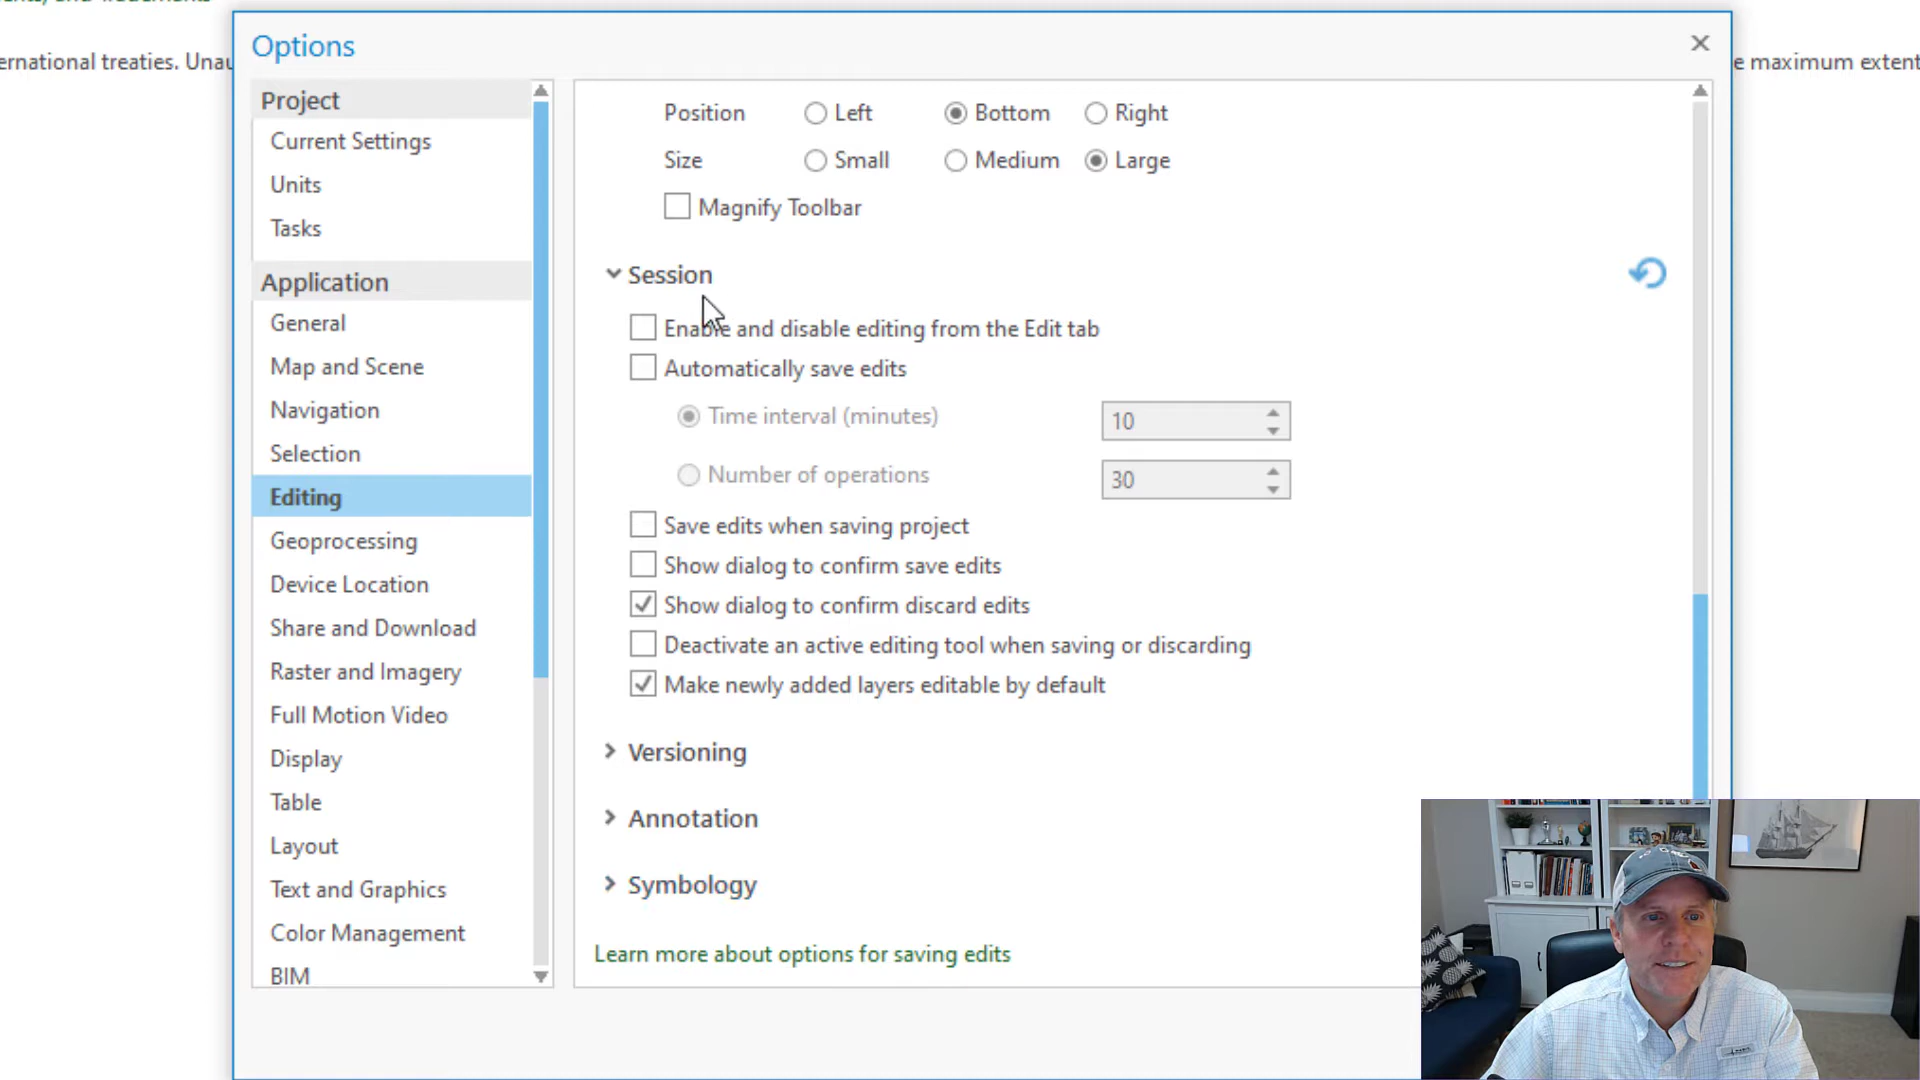 ernational treaties. Unau
e maximum extent
Options
Project
Current Settings
Units
Tasks
Application
General
Map and Scene
Navigation
Selection
Editing
Geoprocessing
Device Location
Share and Download
Raster and Imagery
Full Motion Video
Display
Table
Layout
Text and Graphics
Color Management
BIM
Position Left Bottom Right
Size Small Medium Large
Magnify Toolbar
Session
Enable and disable editing from the Edit tab
Automatically save edits
Time interval (minutes) 10
Number of operations 30
Save edits when saving project
Show dialog to confirm save edits
Show dialog to confirm discard edits
Deactivate an active editing tool when saving or discarding
Make newly added layers editable by default
Versioning
Annotation
Symbology
Learn more about options for saving edits